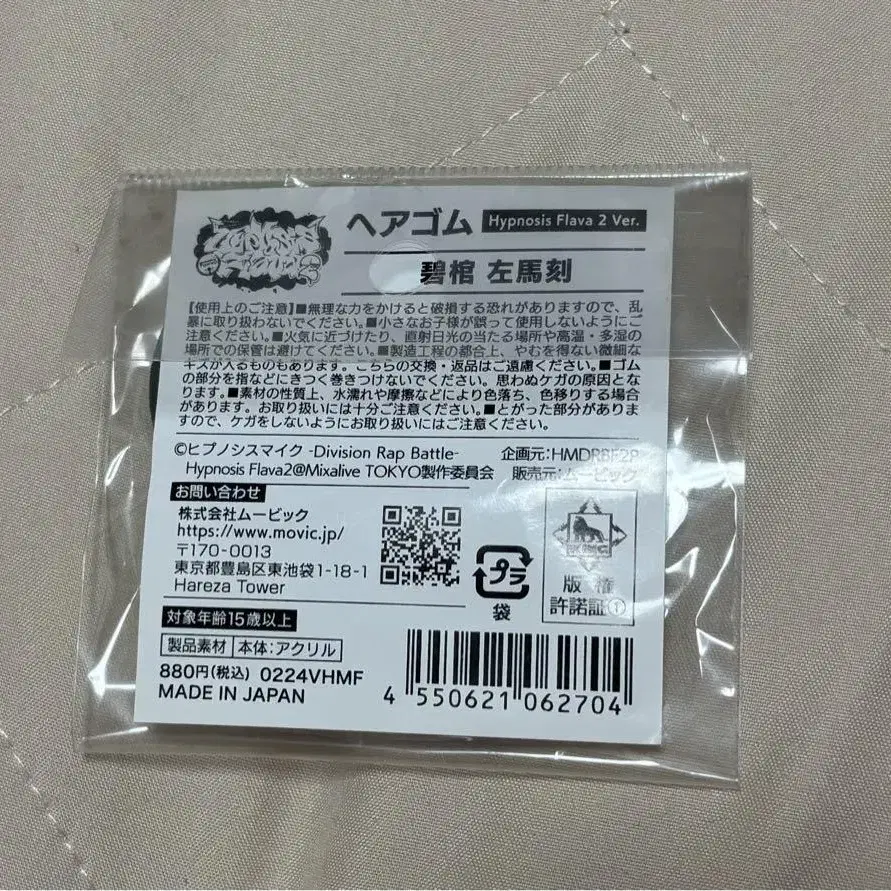 HYPNOSIS
FLAVA 2
ヘアゴム Hypnosis Flava 2 Ver.
碧棺 左馬刻
【使用上のご注意】■無理な力をかけると破損する恐れがありますので、乱
暴に取り扱わないでください。■小さなお子様が誤って使用しないようにご
注意ください。■火気に近づけたり、直射日光の当たる場所や高温・多湿の
場所での保管は避けてください。■製造工程の都合上、やむを得ない微細な
キズが入るものもあります。こちらの交換・返品はご遠慮ください。■ゴム
の部分を指などにきつく巻きつけないでください。思わぬケガの原因となり
ます。■素材の性質上、水濡れや摩擦などにより色落ち、色移りする場合
があります。お取り扱いには十分ご注意ください。■とがった部分がありま
すので、ケガをしないようにお取り扱いにはご注意ください。
©ヒプノシスマイク -Division Rap Battle- 企画元:HMDRBF2P
Hypnosis Flava2@Mixalive TOKYO製作委員会 販売元:ムービック
お問い合わせ
株式会社ムービック
https://www.movic.jp/
〒170-0013
東京都豊島区東池袋1-18-1
Hareza Tower
プラ
袋
版権
許諾証①
対象年齢15歳以上
製品素材 本体:アクリル
880円(税込) 0224VHMF
MADE IN JAPAN
4 550621 062704